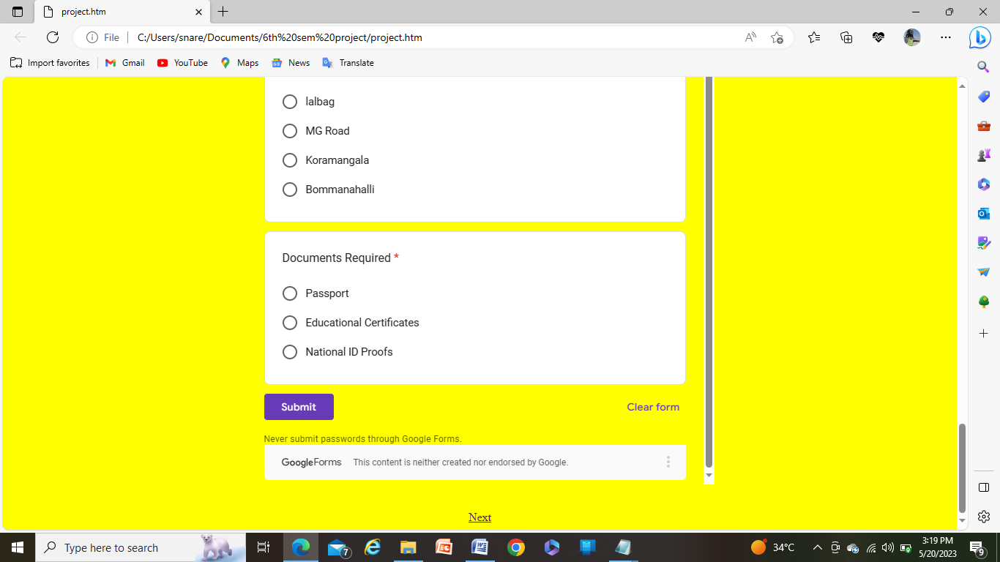 project.htm
File
C:/Users/snare/Documents/6th%20sem%20project/project.htm
Import favorites
Gmail
YouTube
Maps
News
Translate
lalbag
MG Road
Koramangala
Bommanahalli
Documents Required *
Passport
Educational Certificates
National ID Proofs
Submit
Clear form
Never submit passwords through Google Forms.
Google Forms This content is neither created nor endorsed by Google.
Next
Type here to search
7
34°C
3:19 PM
5/20/2023
9